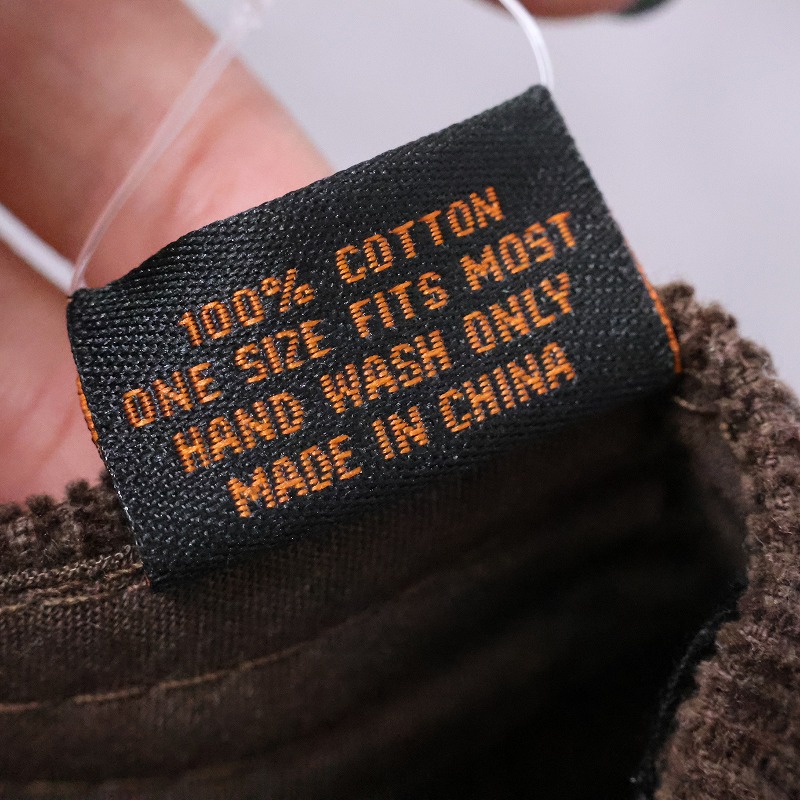 100% COTTON
ONE SIZE FITS MOST
HAND WASH ONLY
MADE IN CHINA